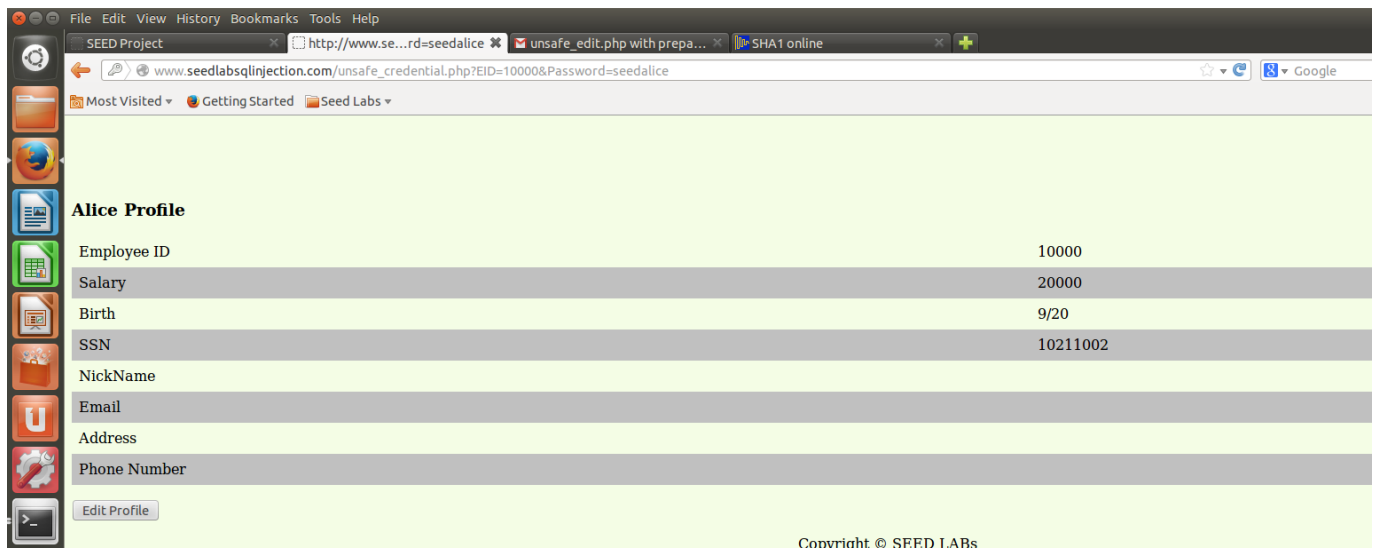 File Edit View History Bookmarks Tools Help
SEED Project http://www.se...rd=seedalice unsafe_edit.php with prepa... SHA1 online
www.seedlabsqlinjection.com/unsafe_credential.php?EID=10000&Password=seedalice Google
Most Visited Getting Started Seed Labs
Alice Profile
Employee ID 10000
Salary 20000
Birth 9/20
SSN 10211002
NickName
Email
Address
Phone Number
Edit Profile
Copyright © SEED LABs